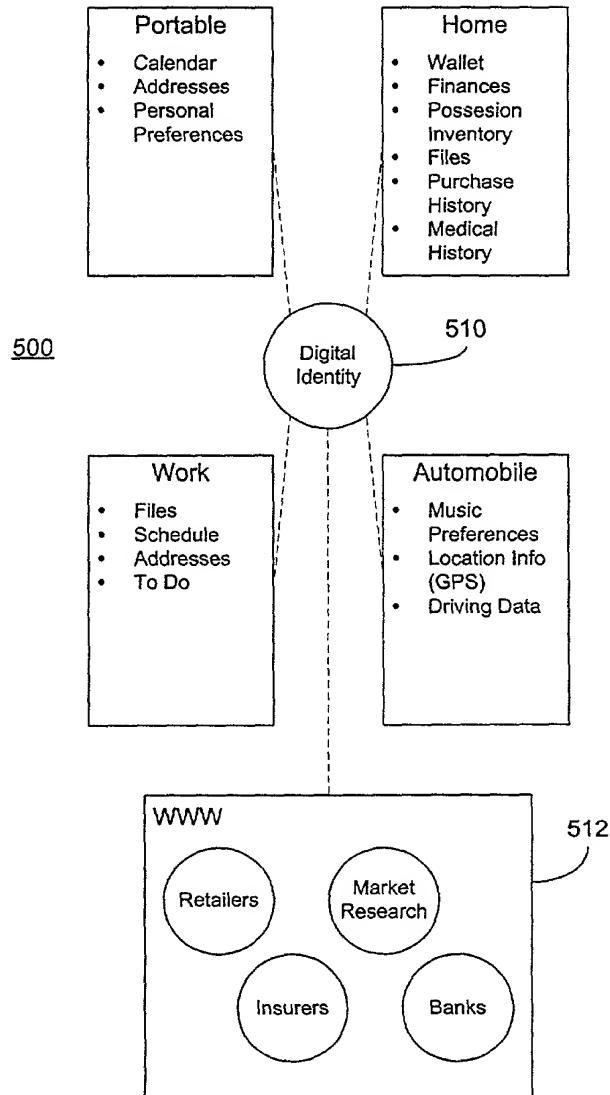 Portable
• Calendar
• Addresses
• Personal
Preferences
Home
• Wallet
• Finances
• Possesion
Inventory
• Files
• Purchase
History
• Medical
History
500
Digital
Identity
510
Work
• Files
• Schedule
• Addresses
• To Do
Automobile
• Music
Preferences
• Location Info
(GPS)
• Driving Data
WWW
512
Retailers
Market
Research
Insurers
Banks